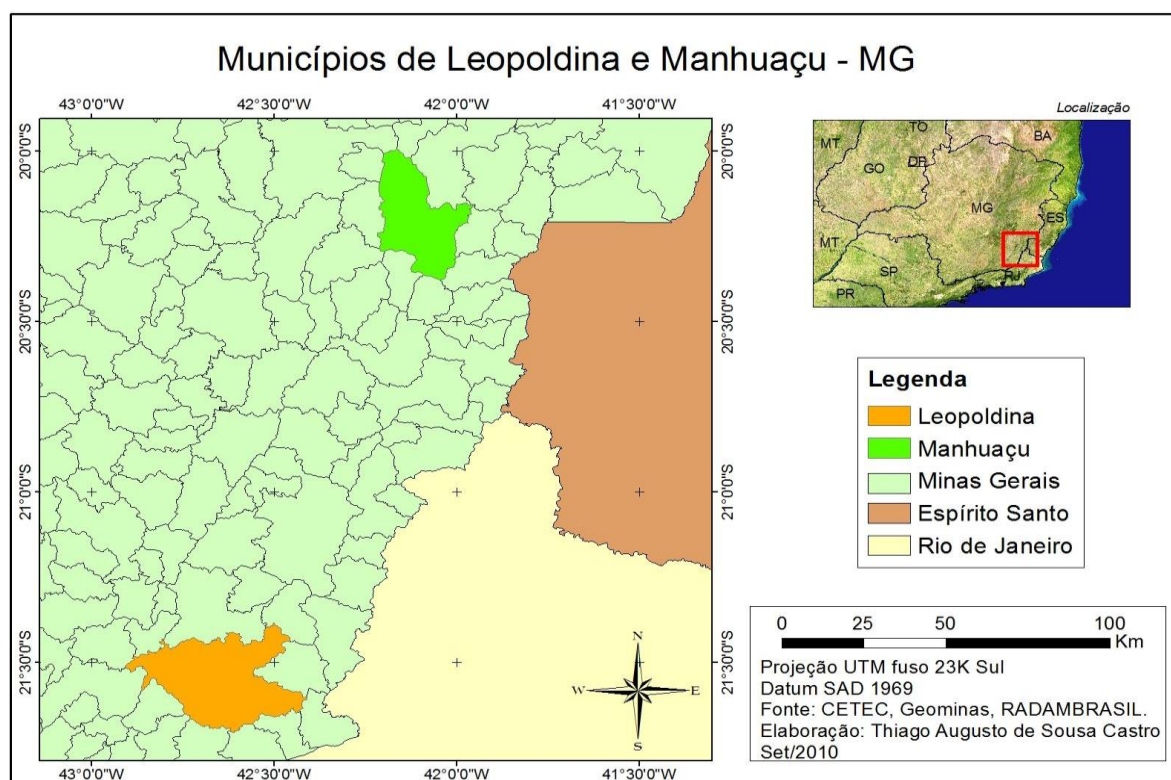 Municípios de Leopoldina e Manhuaçu - MG
43°0'0"W 42°30'0"W 42°0'0"W 41°30'0"W
Localização
20°0'0"S 20°0'0"S
20°30'0"S 20°30'0"S
21°0'0"S 21°0'0"S
21°30'0"S 21°30'0"S
TO
BA
MT
DF
GO
MG
ES
MT
SP
RJ
PR
Legenda
Leopoldina
Manhuaçu
Minas Gerais
Espírito Santo
Rio de Janeiro
N
W E
S
0 25 50 100
Km
Projeção UTM fuso 23K Sul
Datum SAD 1969
Fonte: CETEC, Geominas, RADAMBRASIL.
Elaboração: Thiago Augusto de Sousa Castro
Set/2010
43°0'0"W 42°30'0"W 42°0'0"W 41°30'0"W